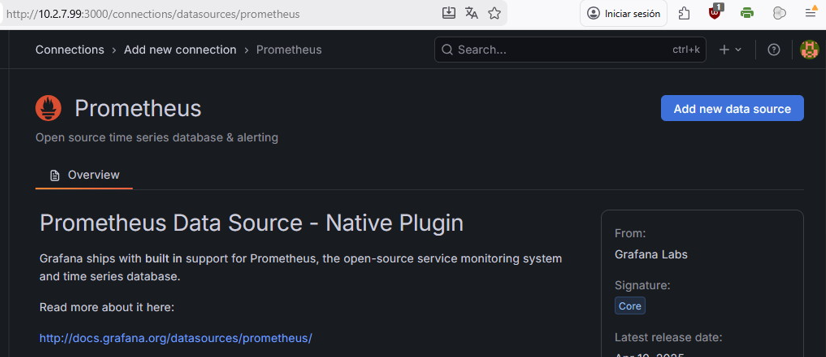 http://10.2.7.99:3000/connections/datasources/prometheus
Iniciar sesión
1
Connections > Add new connection > Prometheus
Search...
ctrl+k
Prometheus
Add new data source
Open source time series database & alerting
Overview
Prometheus Data Source - Native Plugin
Grafana ships with built in support for Prometheus, the open-source service monitoring system
and time series database.
Read more about it here:
http://docs.grafana.org/datasources/prometheus/
From:
Grafana Labs
Signature:
Core
Latest release date: